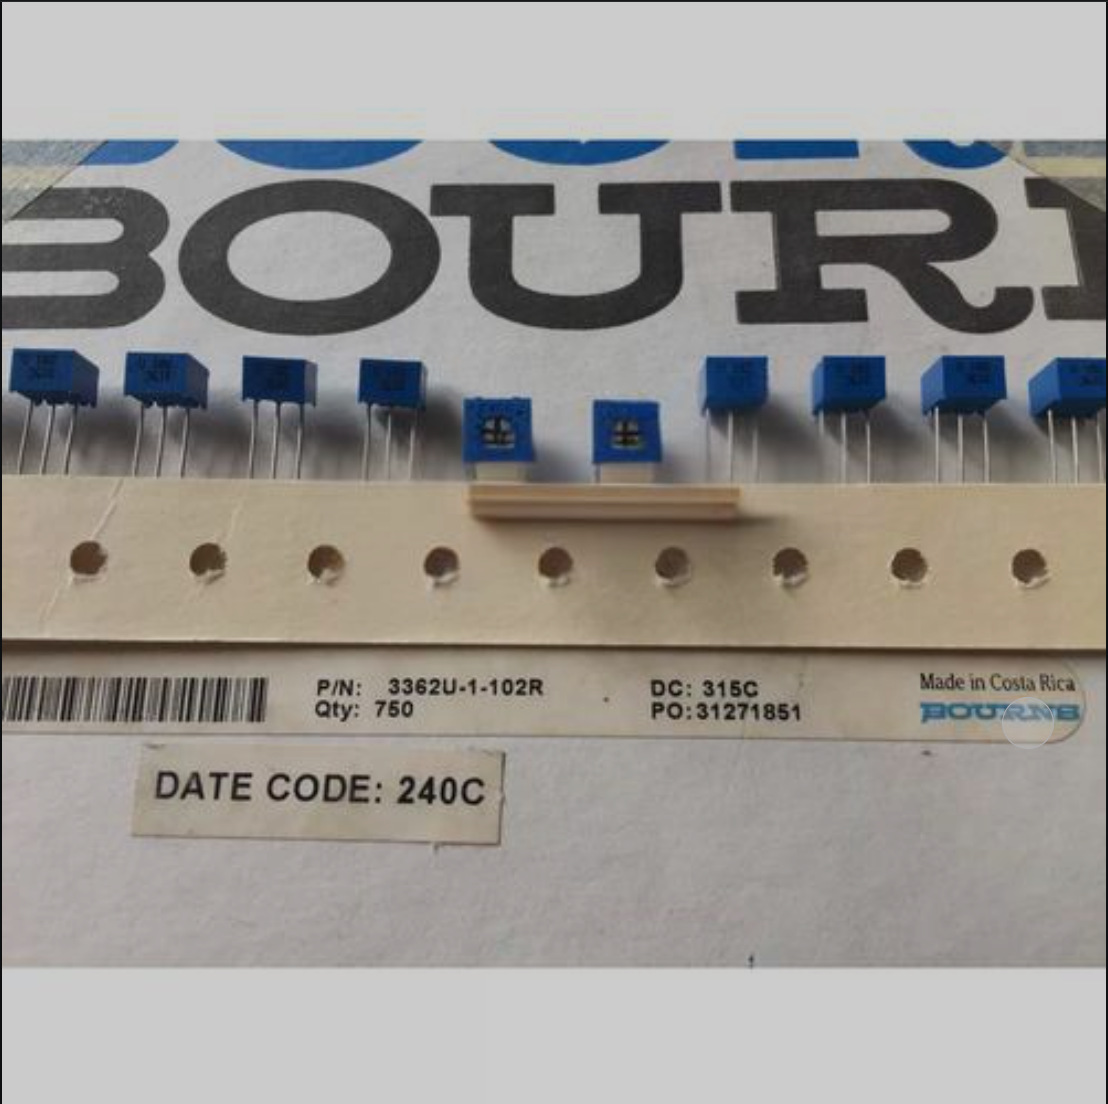 BOURN
P/N: 3362U-1-102R
Qty: 750
DC: 315C
PO:31271851
Made in Costa Rica
BOURNS
DATE CODE: 240C